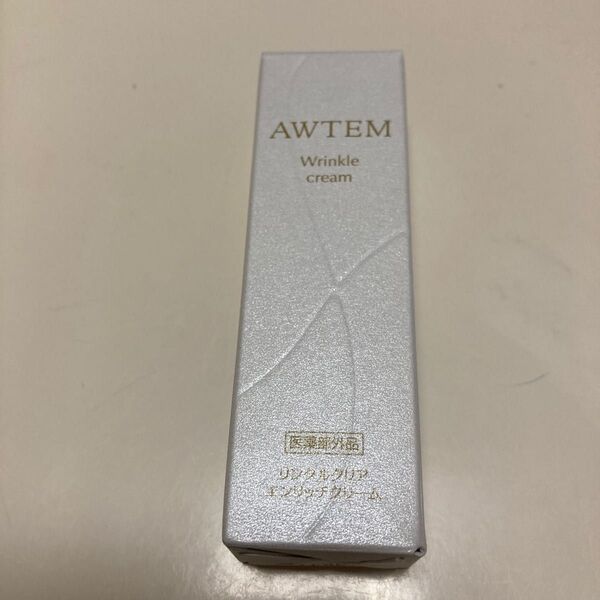 AWTEM
Wrinkle
cream
医薬部外品
リンクルクリア
エンリッチクリーム